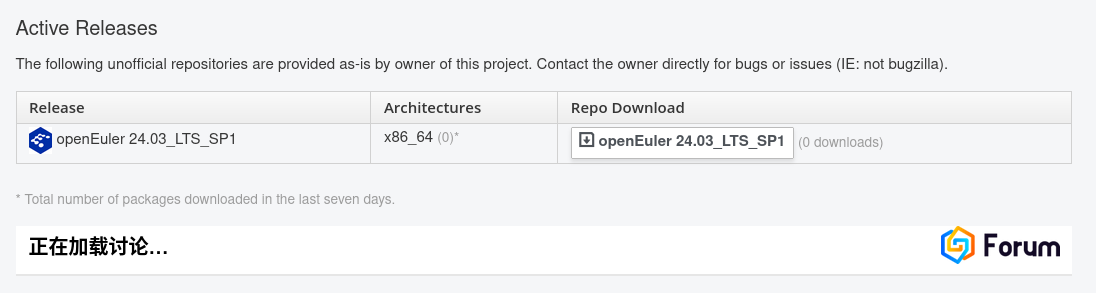 Active Releases
The following unofficial repositories are provided as-is by owner of this project. Contact the owner directly for bugs or issues (IE: not bugzilla).
Release Architectures Repo Download
openEuler 24.03_LTS_SP1 x86_64 (0)* openEuler 24.03_LTS_SP1 (0 downloads)
* Total number of packages downloaded in the last seven days.
正在加载讨论... Forum